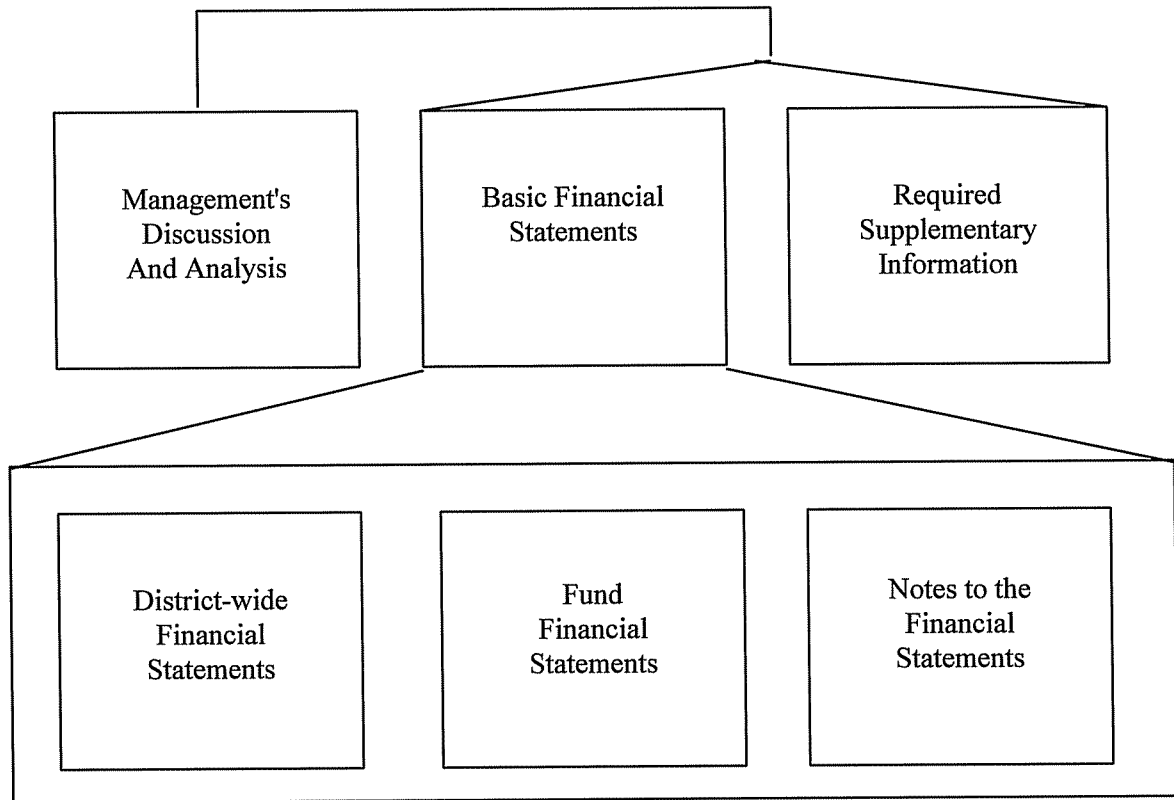 Management's
Discussion
And Analysis
Basic Financial
Statements
Required
Supplementary
Information
District-wide
Financial
Statements
Fund
Financial
Statements
Notes to the
Financial
Statements